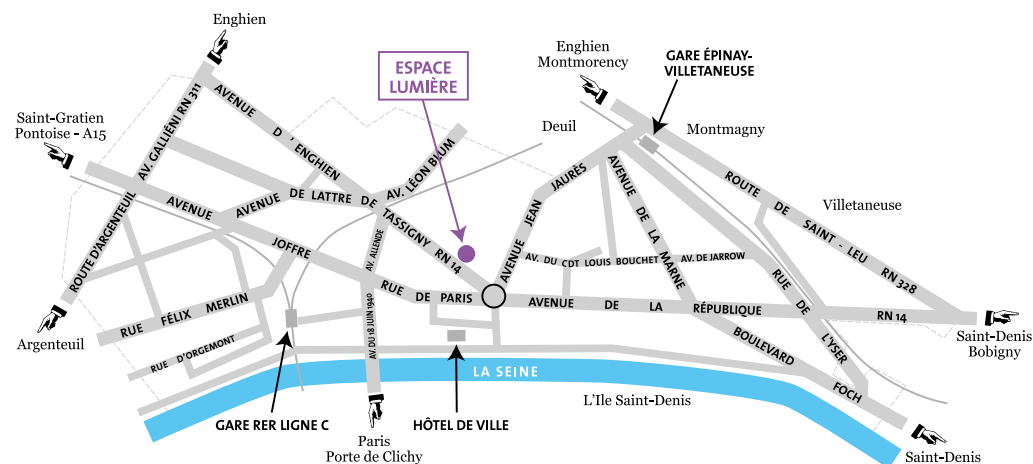 Enghien
ESPACE
LUMIÈRE
Enghien
Montmorency
GARE ÉPINAY-
VILLETANEUSE
Saint-Gratien
Pontoise - A15
Deuil
Montmagny
Villetaneuse
AV. GALLIÉNI RN 311
ROUTE D'ARGENTEUIL
AVENUE D' ENGHIEN
AVENUE DE LATTRE DE TASSIGNY RN 14
AV. LÉON BLUM
AVENUE JOFFRE
AV. ALLENDE
RUE DE PARIS
AVENUE JEAN JAURÈS
AVENUE DE LA MARNE
AV. DU CDT LOUIS BOUCHET
AV. DE JARROW
ROUTE DE SAINT - LEU RN 328
RUE DE L'YSER
AVENUE DE LA RÉPUBLIQUE
RN 14
BOULEVARD FOCH
RUE FÉLIX MERLIN
RUE D'ORGEMONT
AV. DU 18 JUIN 1940
Argenteuil
Saint-Denis
Bobigny
LA SEINE
L'Ile Saint-Denis
GARE RER LIGNE C
HÔTEL DE VILLE
Paris
Porte de Clichy
Saint-Denis